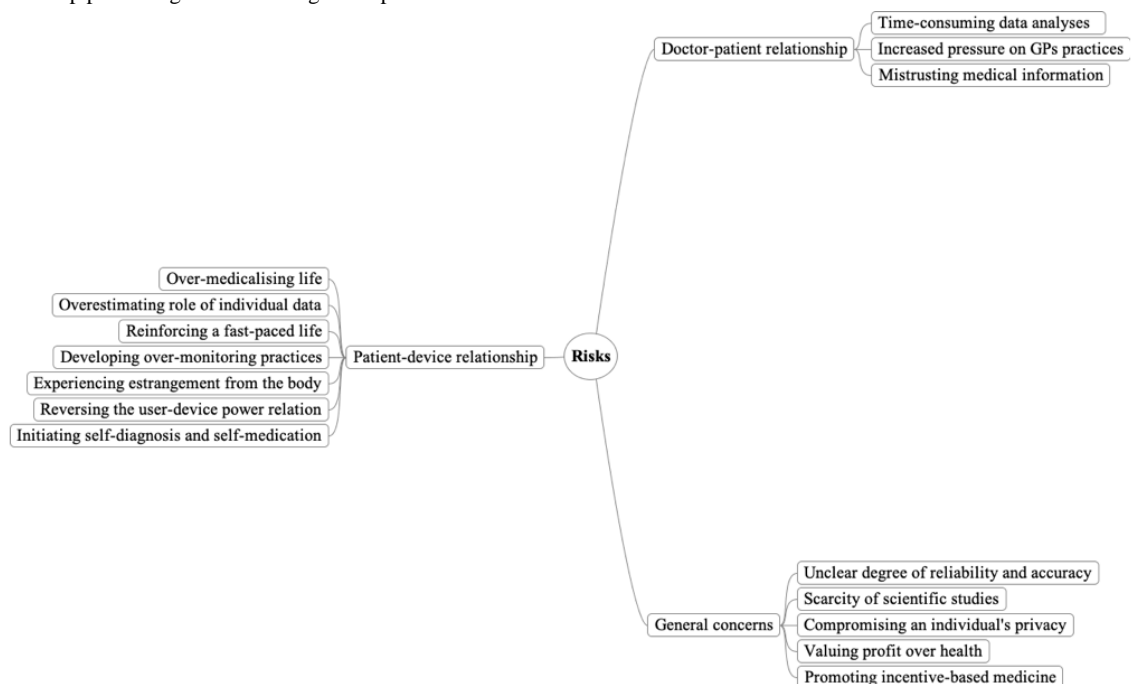 Doctor-patient relationship
Time-consuming data analyses
Increased pressure on GPs practices
Mistrusting medical information
Risks
Patient-device relationship
Over-medicalising life
Overestimating role of individual data
Reinforcing a fast-paced life
Developing over-monitoring practices
Experiencing estrangement from the body
Reversing the user-device power relation
Initiating self-diagnosis and self-medication
General concerns
Unclear degree of reliability and accuracy
Scarcity of scientific studies
Compromising an individual's privacy
Valuing profit over health
Promoting incentive-based medicine